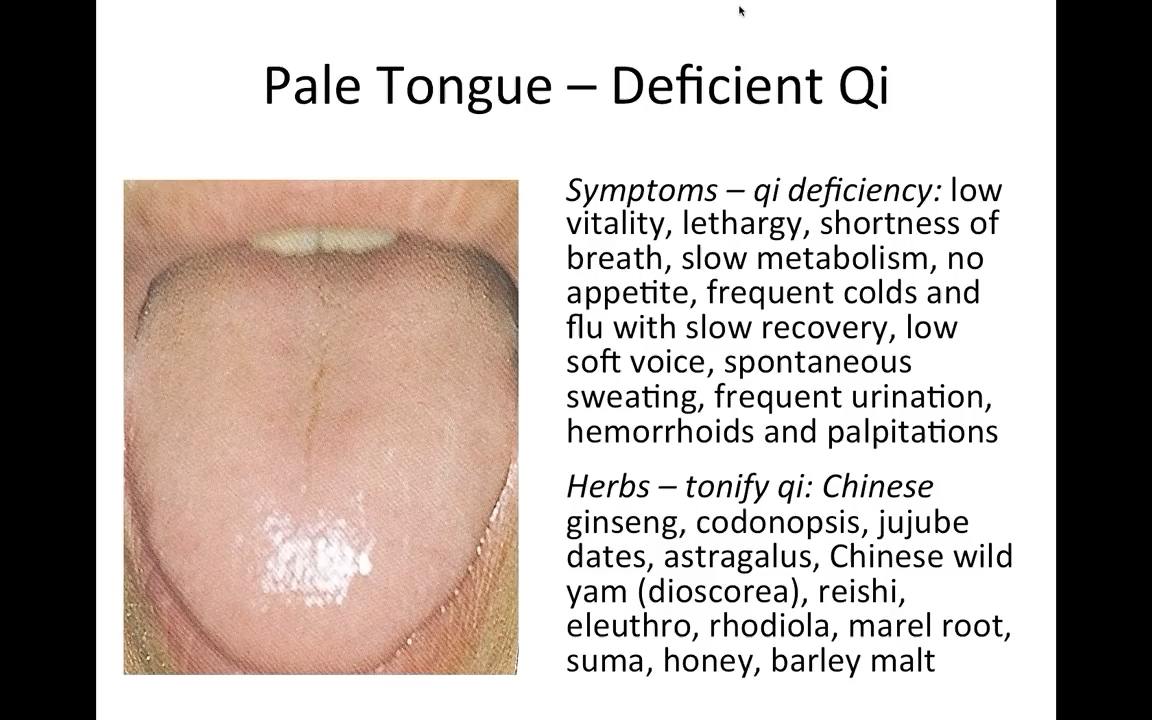 Pale Tongue – Deficient Qi
Symptoms – qi deficiency: low
vitality, lethargy, shortness of
breath, slow metabolism, no
appetite, frequent colds and
flu with slow recovery, low
soft voice, spontaneous
sweating, frequent urination,
hemorrhoids and palpitations
Herbs – tonify qi: Chinese
ginseng, codonopsis, jujube
dates, astragalus, Chinese wild
yam (dioscorea), reishi,
eleuthro, rhodiola, marel root,
suma, honey, barley malt